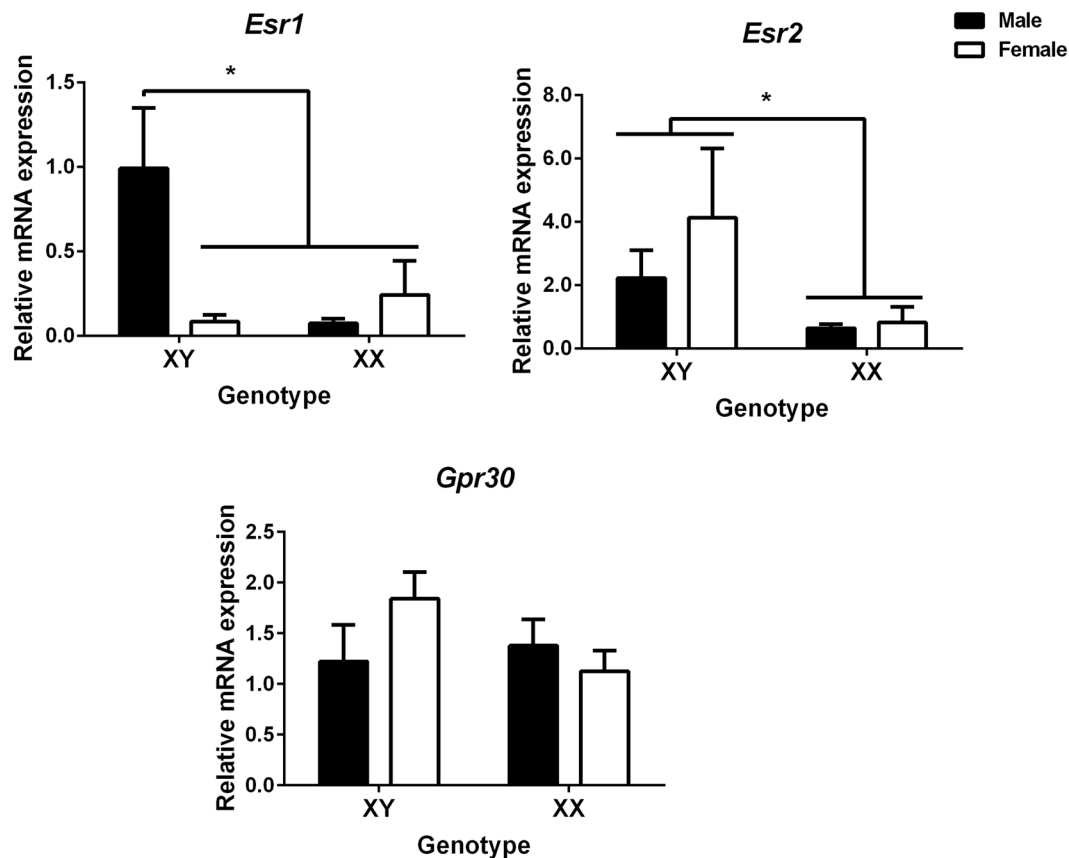 Esr1
Relative mRNA expression
1.5
1.0
0.5
0.0
*
XY
XX
Genotype
Esr2
Relative mRNA expression
8.0
6.0
4.0
2.0
0.0
*
XY
XX
Genotype
Male
Female
Gpr30
Relative mRNA expression
2.5
2.0
1.5
1.0
0.5
0.0
XY
XX
Genotype